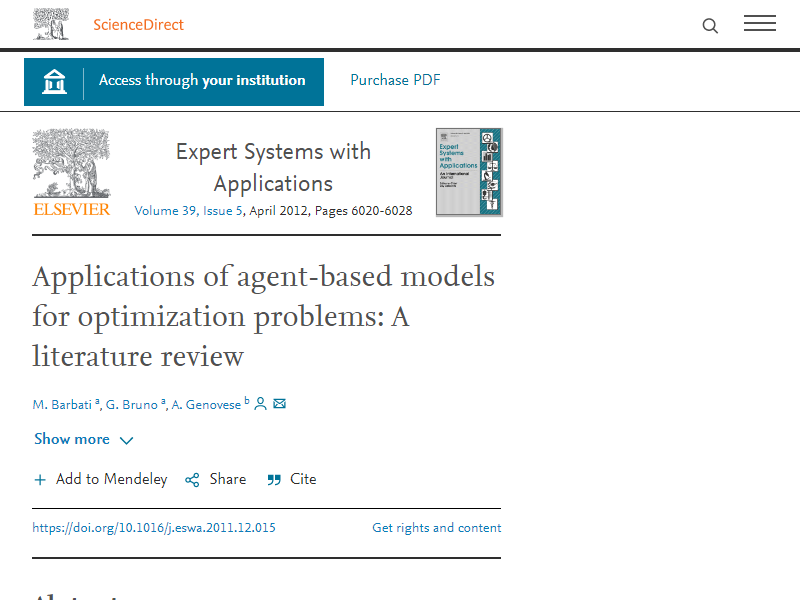 ScienceDirect
Access through your institution
Purchase PDF
ELSEVIER
Expert Systems with
Applications
Volume 39, Issue 5, April 2012, Pages 6020-6028
Expert
Systems
with
Applications
An International
Journal
Applications of agent-based models
for optimization problems: A
literature review
M. Barbati a, G. Bruno a, A. Genovese b
Show more
Add to Mendeley
Share
Cite
https://doi.org/10.1016/j.eswa.2011.12.015
Get rights and content